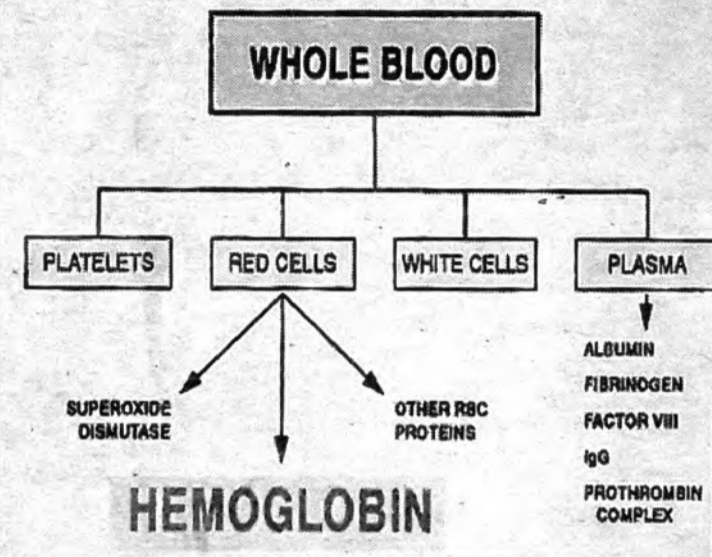 WHOLE BLOOD
PLATELETS
RED CELLS
WHITE CELLS
PLASMA
SUPEROXIDE
DISMUTASE
HEMOGLOBIN
OTHER RBC
PROTEINS
ALBUMIN
FIBRINOGEN
FACTOR VIII
IgG
PROTHROMBIN
COMPLEX